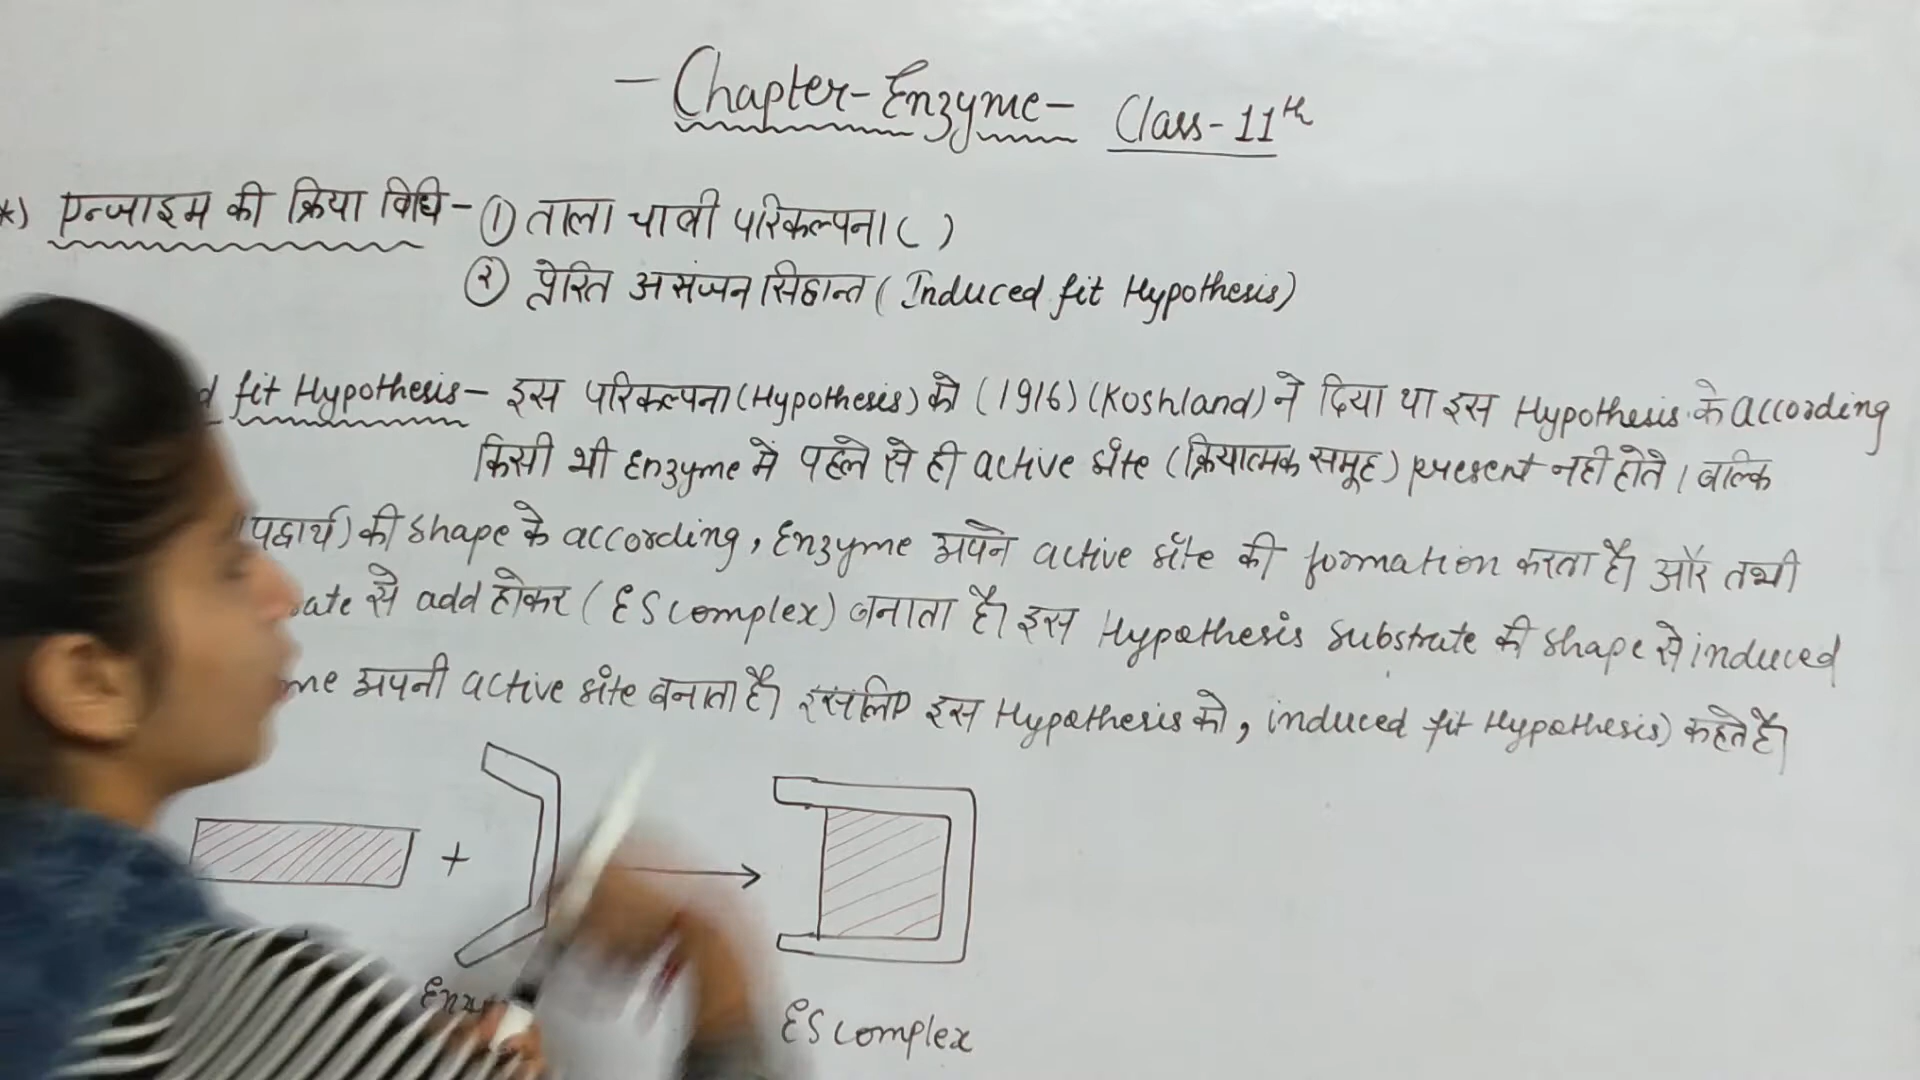 - Chapter - Enzyme - Class - 11th
*) एन्जाइम की क्रिया विधि - ① ताला चाबी परिकल्पना ( )
② प्रेरित असंजन सिद्धान्त ( Induced fit Hypothesis )
fit Hypothesis - इस परिकल्पना (Hypothesis) को (1916) (Koshland) ने दिया था इस Hypothesis के according
किसी भी Enzyme में पहले से ही active site (क्रियात्मक समूह) present नही होते। बल्कि
पदार्थ) की shape के according, Enzyme अपने active site की formation करता है। और तभी
से add होकर ( ES complex) बनाता है। इस Hypothesis substrate की shape से induced
अपनी active site बनाता है। इसलिए इस Hypothesis को, induced fit Hypothesis) कहते है।
+
ES complex